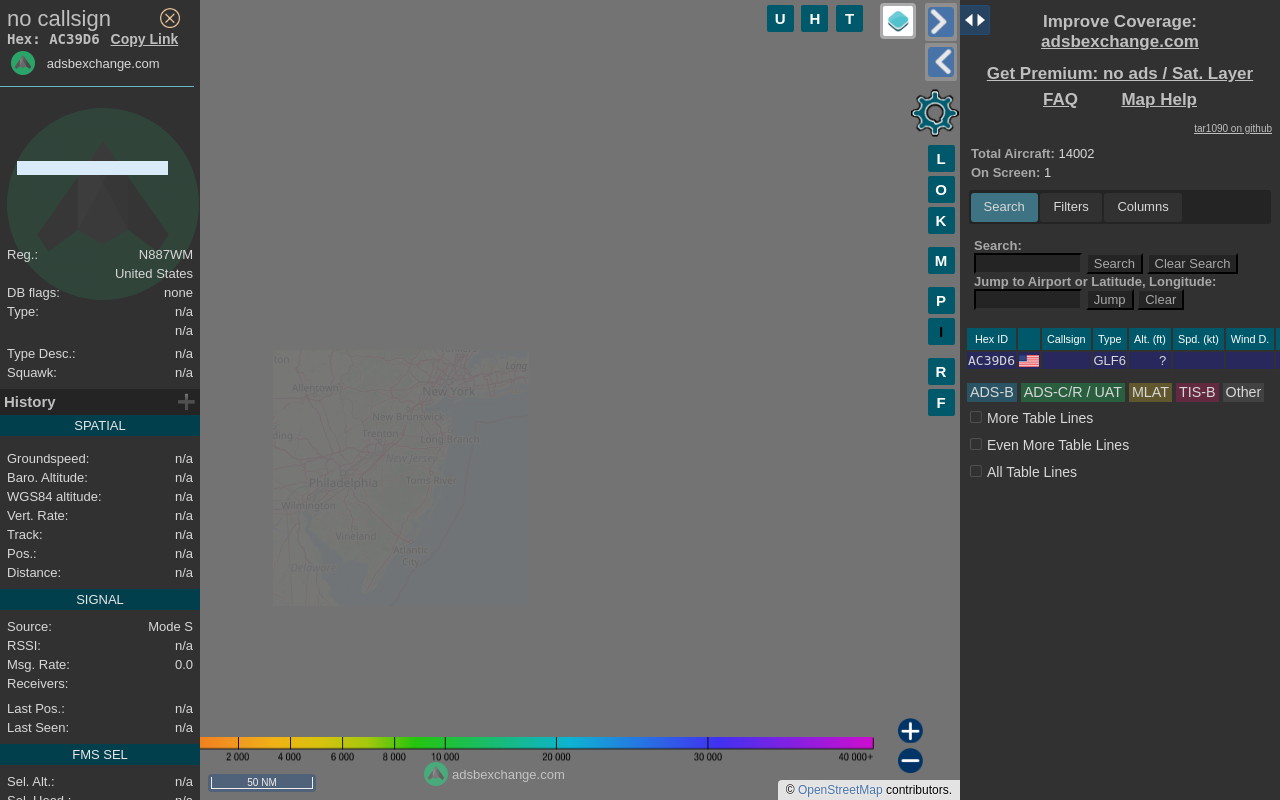 no callsign
Hex: AC39D6 Copy Link
adsbexchange.com
Reg.: N887WM
United States
DB flags: none
Type: n/a
n/a
Type Desc.: n/a
Squawk: n/a
History
SPATIAL
Groundspeed: n/a
Baro. Altitude: n/a
WGS84 altitude: n/a
Vert. Rate: n/a
Track: n/a
Pos.: n/a
Distance: n/a
SIGNAL
Source: Mode S
RSSI: n/a
Msg. Rate: 0.0
Receivers:
Last Pos.: n/a
Last Seen: n/a
FMS SEL
Sel. Alt.: n/a
Sel. Head.: n/a
U H T
L
O
K
M
P
I
R
F
Allentown
New York
Long
New Brunswick
Trenton
Long Branch
ding...
New Jersey
Philadelphia
Toms River
Wilmington
Vineland
Atlantic
City
Delaware
2 000 4 000 6 000 8 000 10 000 20 000 30 000 40 000+
adsbexchange.com
50 NM
© OpenStreetMap contributors.
Improve Coverage:
adsbexchange.com
Get Premium: no ads / Sat. Layer
FAQ Map Help
tar1090 on github
Total Aircraft: 14002
On Screen: 1
Search Filters Columns
Search:
Search Clear Search
Jump to Airport or Latitude, Longitude:
Jump Clear
Hex ID Callsign Type Alt. (ft) Spd. (kt) Wind D.
AC39D6 GLF6 ?
ADS-B ADS-C/R / UAT MLAT TIS-B Other
More Table Lines
Even More Table Lines
All Table Lines